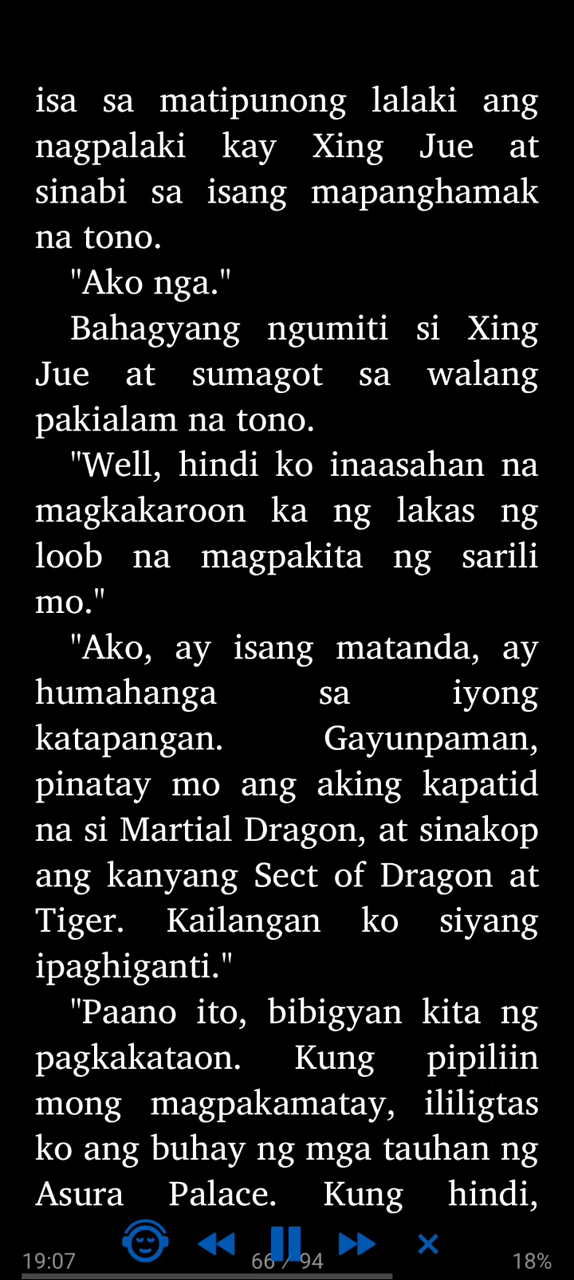 isa sa matipunong lalaki ang
nagpalaki kay Xing Jue at
sinabi sa isang mapanghamak
na tono.
"Ako nga."
Bahagyang ngumiti si Xing
Jue at sumagot sa walang
pakialam na tono.
"Well, hindi ko inaasahan na
magkakaroon ka ng lakas ng
loob na magpakita ng sarili
mo."
"Ako, ay isang matanda, ay
humahanga sa iyong
katapangan. Gayunpaman,
pinatay mo ang aking kapatid
na si Martial Dragon, at sinakop
ang kanyang Sect of Dragon at
Tiger. Kailangan ko siyang
ipaghiganti."
"Paano ito, bibigyan kita ng
pagkakataon. Kung pipiliin
mong magpakamatay, ililigtas
ko ang buhay ng mga tauhan ng
Asura Palace. Kung hindi,
19:07 66 / 94 18%